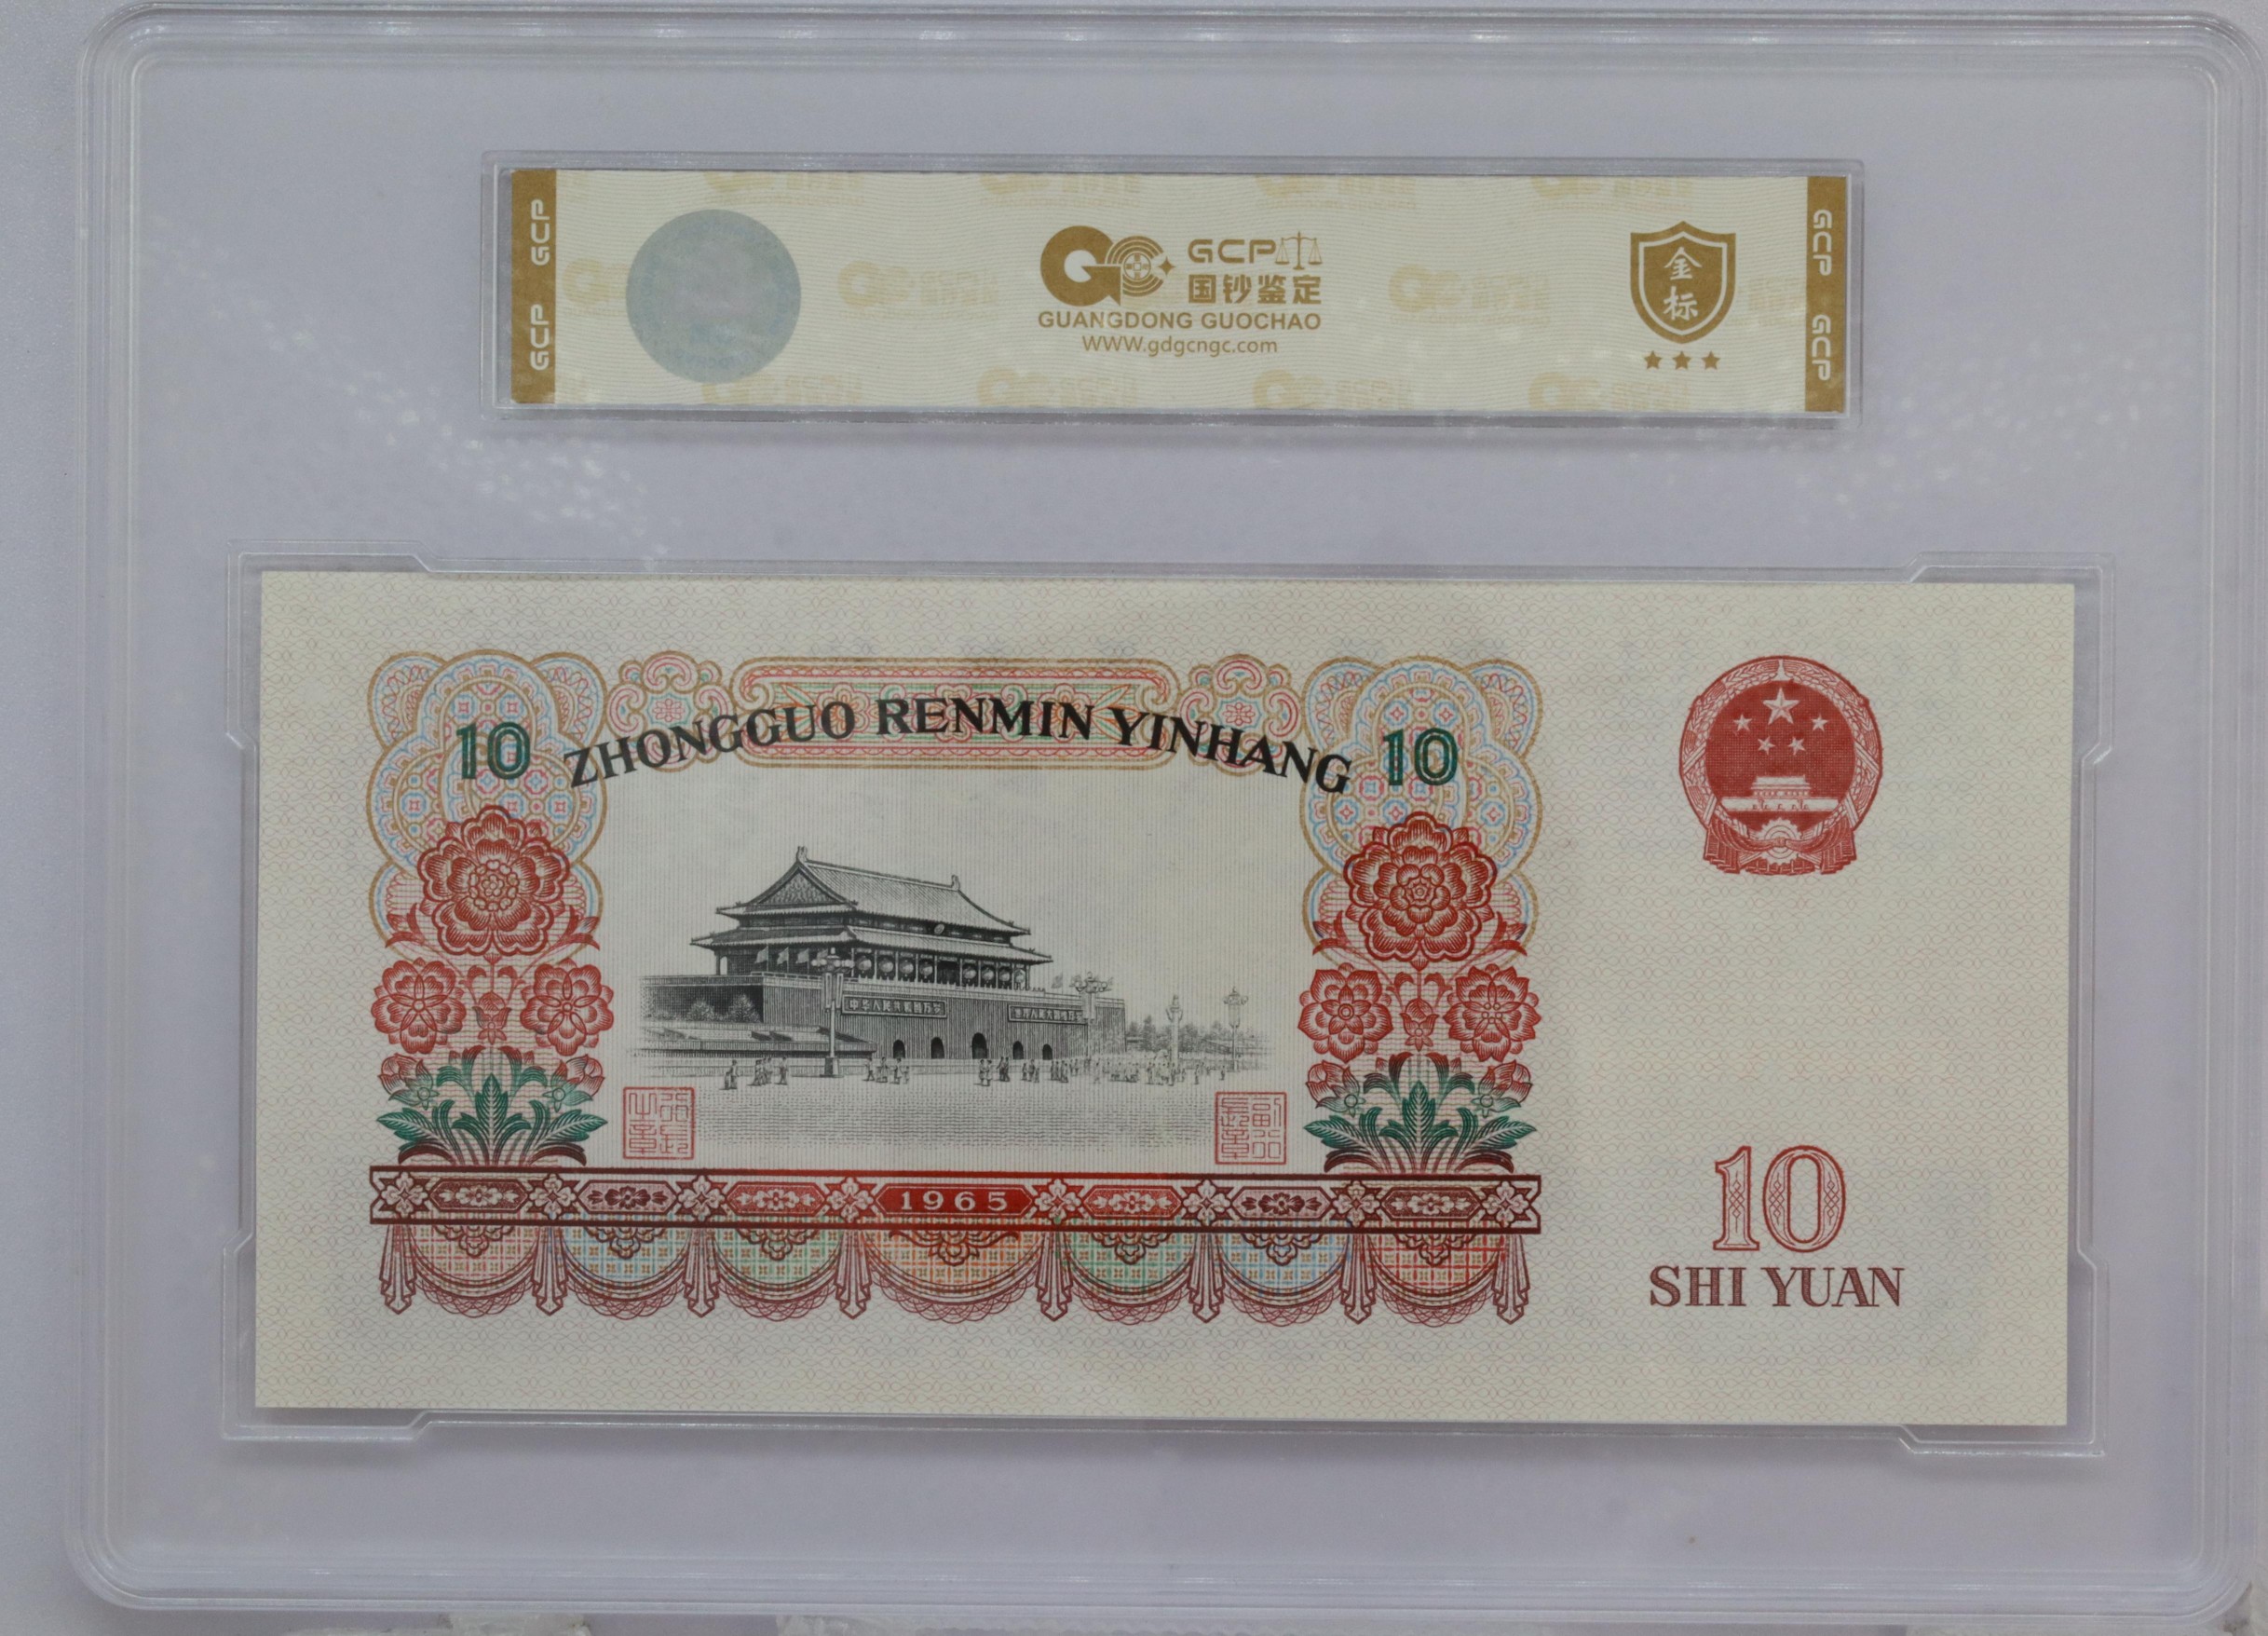 GCP GCP
GCP
国钞鉴定
GUANGDONG GUOCHAO
WWW.gdgcngc.com
金标
GCP GCP
10 ZHONGGUO RENMIN YINHANG 10
1965
10
SHI YUAN